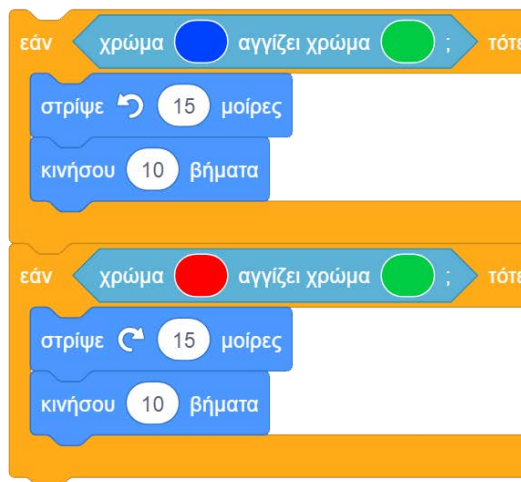 εάν χρώμα αγγίζει χρώμα ; τότε
στρίψε 15 μοίρες
κινήσου 10 βήματα
εάν χρώμα αγγίζει χρώμα ; τότε
στρίψε 15 μοίρες
κινήσου 10 βήματα